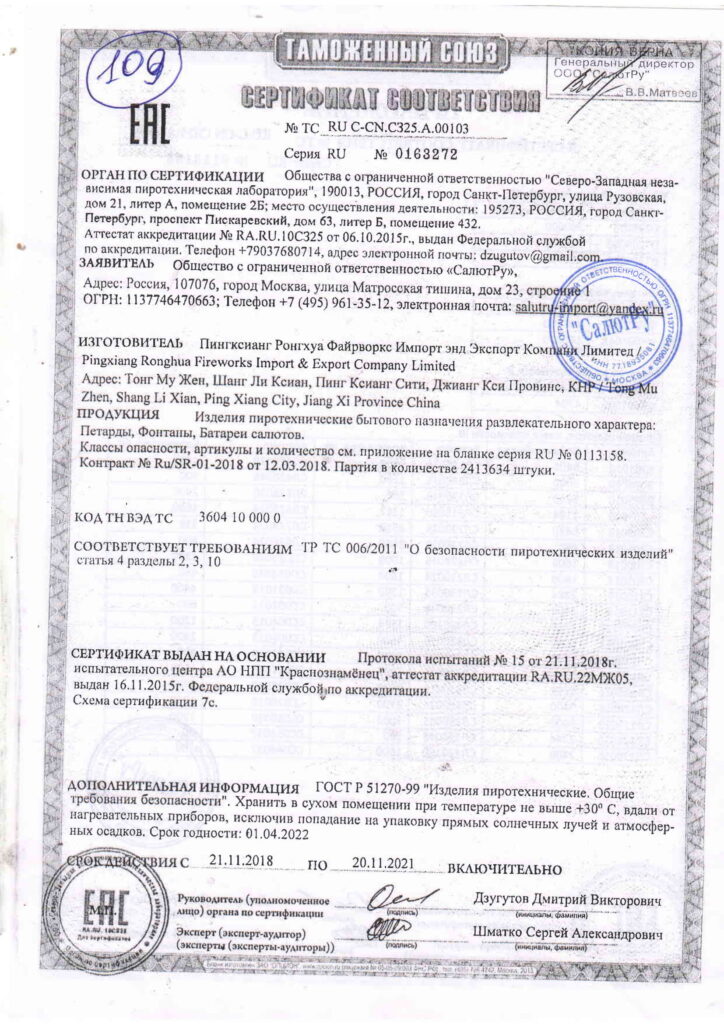 109
ТАМОЖЕННЫЙ СОЮЗ
КОПИЯ ВЕРНА
Генеральный директор
ООО "СалютРу"
В.В.Матвеев
EAC
СЕРТИФИКАТ СООТВЕТСТВИЯ
№ ТС RU C-CN.C325.A.00103
Серия RU № 0163272
ОРГАН ПО СЕРТИФИКАЦИИ Общества с ограниченной ответственностью "Северо-Западная неза-
висимая пиротехническая лаборатория", 190013, РОССИЯ, город Санкт-Петербург, улица Рузовская,
дом 21, литер А, помещение 2Б; место осуществления деятельности: 195273, РОССИЯ, город Санкт-
Петербург, проспект Пискаревский, дом 63, литер Б, помещение 432.
Аттестат аккредитации № RA.RU.10С325 от 06.10.2015г., выдан Федеральной службой
по аккредитации. Телефон +79037680714, адрес электронной почты: dzugutov@gmail.com.
ЗАЯВИТЕЛЬ Общество с ограниченной ответственностью «СалютРу»,
Адрес: Россия, 107076, город Москва, улица Матросская тишина, дом 23, строение 1
ОГРН: 1137746470663; Телефон +7 (495) 961-35-12, электронная почта: salutru-import@yandex.ru
"СалютРу"
ИНН 7718930081
МОСКВА
ИЗГОТОВИТЕЛЬ Пингксианг Ронгхуа Файрворкс Импорт энд Экспорт Компани Лимитед /
Pingxiang Ronghua Fireworks Import & Export Company Limited
Адрес: Тонг Му Жен, Шанг Ли Ксиан, Пинг Ксианг Сити, Джианг Кси Провинс, КНР / Tong Mu
Zhen, Shang Li Xian, Ping Xiang City, Jiang Xi Province China
ПРОДУКЦИЯ Изделия пиротехнические бытового назначения развлекательного характера:
Петарды, Фонтаны, Батареи салютов.
Классы опасности, артикулы и количество см. приложение на бланке серия RU № 0113158.
Контракт № Ru/SR-01-2018 от 12.03.2018. Партия в количестве 2413634 штуки.
КОД ТН ВЭД ТС 3604 10 000 0
СООТВЕТСТВУЕТ ТРЕБОВАНИЯМ ТР ТС 006/2011 "О безопасности пиротехнических изделий"
статья 4 разделы 2, 3, 10
СЕРТИФИКАТ ВЫДАН НА ОСНОВАНИИ Протокола испытаний № 15 от 21.11.2018г.
испытательного центра АО НПП "Краснознамёнец", аттестат аккредитации RA.RU.22МЖ05,
выдан 16.11.2015г. Федеральной службой по аккредитации.
Схема сертификации 7с.
ДОПОЛНИТЕЛЬНАЯ ИНФОРМАЦИЯ ГОСТ Р 51270-99 "Изделия пиротехнические. Общие
требования безопасности". Хранить в сухом помещении при температуре не выше +30⁰ С, вдали от
нагревательных приборов, исключив попадание на упаковку прямых солнечных лучей и атмосфер-
ных осадков. Срок годности: 01.04.2022
СРОК ДЕЙСТВИЯ С 21.11.2018 ПО 20.11.2021 ВКЛЮЧИТЕЛЬНО
EAC
М.П.
RA.RU.10С325
Для сертификатов
Руководитель (уполномоченное
лицо) органа по сертификации
(подпись)
Дзугутов Дмитрий Викторович
(инициалы, фамилия)
Эксперт (эксперт-аудитор)
(эксперты (эксперты-аудиторы))
(подпись)
Шматко Сергей Александрович
(инициалы, фамилия)